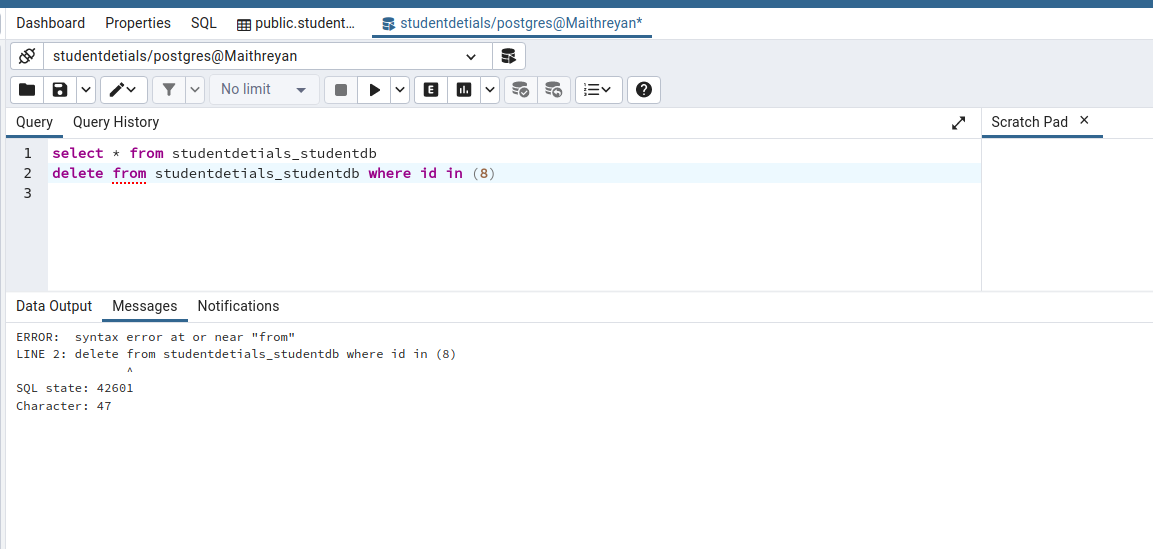 Dashboard Properties SQL public.student... studentdetials/postgres@Maithreyan*
studentdetials/postgres@Maithreyan
No limit E
Query Query History Scratch Pad
1 select * from studentdetials_studentdb
2 delete from studentdetials_studentdb where id in (8)
3
Data Output Messages Notifications
ERROR:  syntax error at or near "from"
LINE 2: delete from studentdetials_studentdb where id in (8)
^
SQL state: 42601
Character: 47